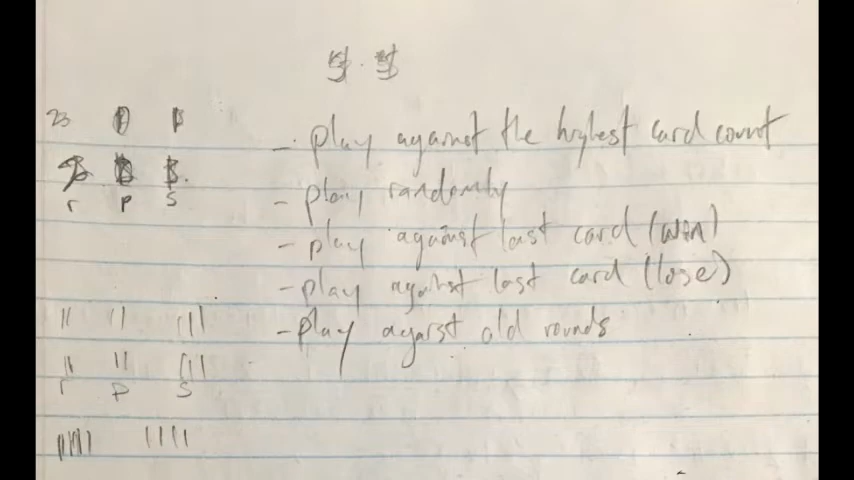 - play against the highest card count
- play randomly
r p s
- play against last card (win)
- play against last card (lose)
- play against old rounds
r p s